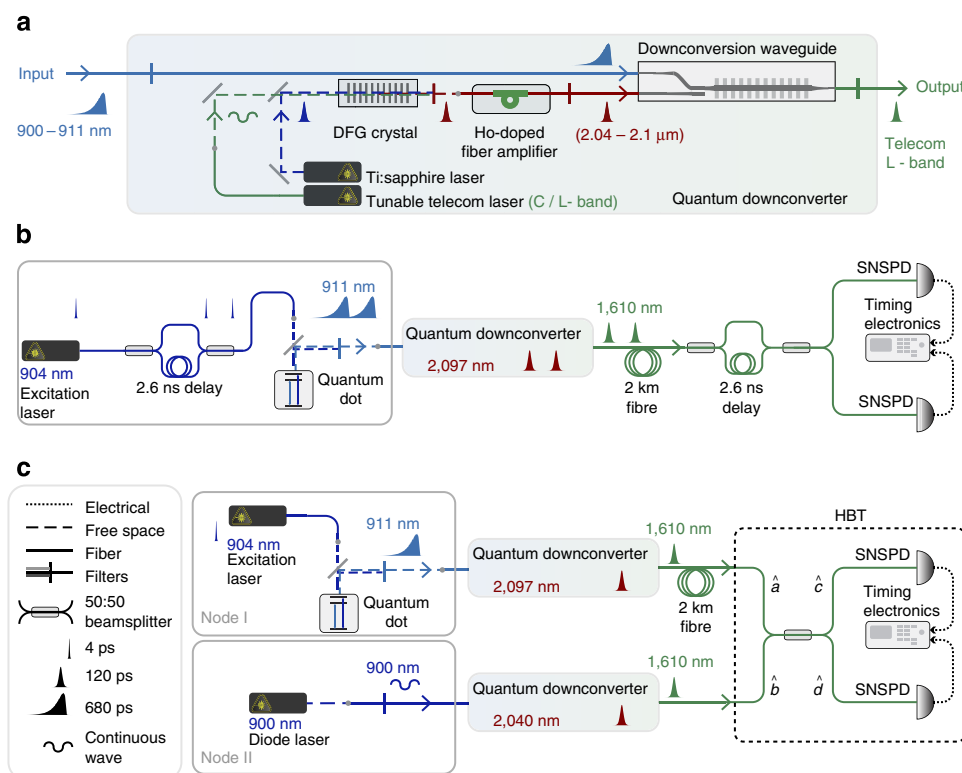 a
Input
900–911 nm
DFG crystal
Ho-doped
fiber amplifier
(2.04 – 2.1 µm)
Downconversion waveguide
Output
Telecom
L - band
Ti:sapphire laser
Tunable telecom laser (C / L- band)
Quantum downconverter
b
904 nm
Excitation
laser
2.6 ns delay
911 nm
Quantum
dot
Quantum downconverter
2,097 nm
1,610 nm
2 km
fibre
2.6 ns
delay
SNSPD
Timing
electronics
SNSPD
c
Electrical
Free space
Fiber
Filters
50:50
beamsplitter
4 ps
120 ps
680 ps
Continuous
wave
904 nm
Excitation
laser
911 nm
Quantum
dot
Node I
Quantum downconverter
2,097 nm
1,610 nm
2 km
fibre
900 nm
900 nm
Diode laser
Node II
Quantum downconverter
2,040 nm
1,610 nm
HBT
â
ĉ
b̂
d̂
SNSPD
Timing
electronics
SNSPD